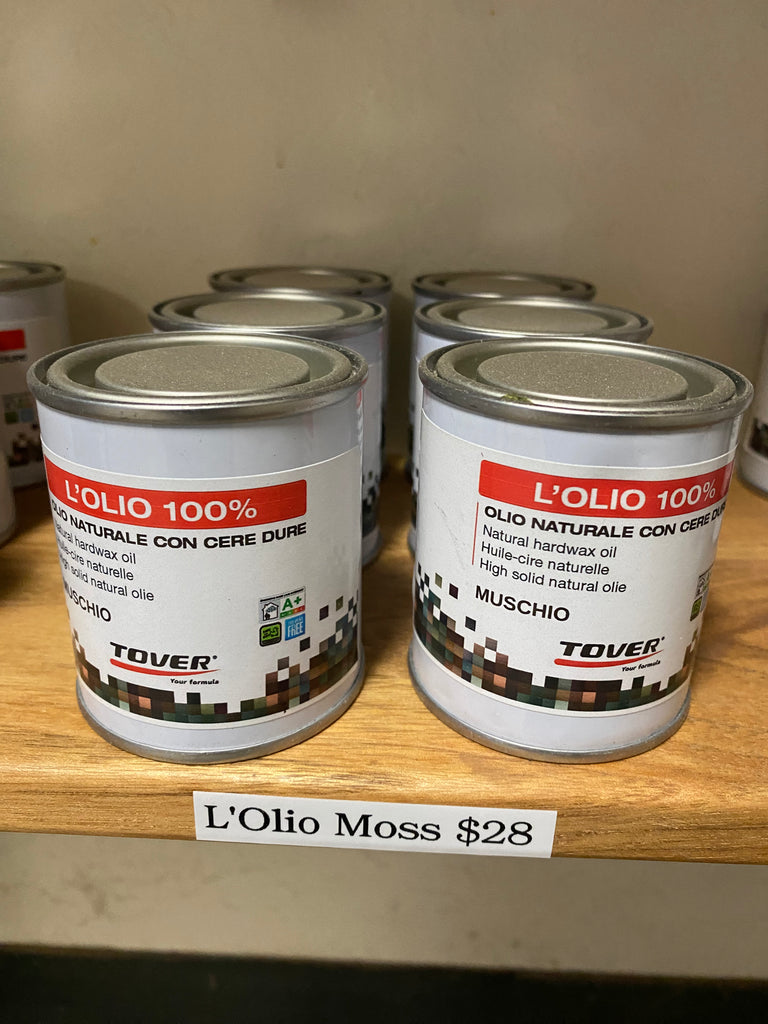 L'OLIO 100%
OLIO NATURALE CON CERE DURE
Natural hardwax oil
Huile-cire naturelle
High solid natural olie
MUSCHIO
A+
FREE
TOVER
Your formula
L'OLIO 100%
OLIO NATURALE CON CERE DURE
Natural hardwax oil
Huile-cire naturelle
High solid natural olie
MUSCHIO
TOVER
Your formula
L'Olio Moss $28